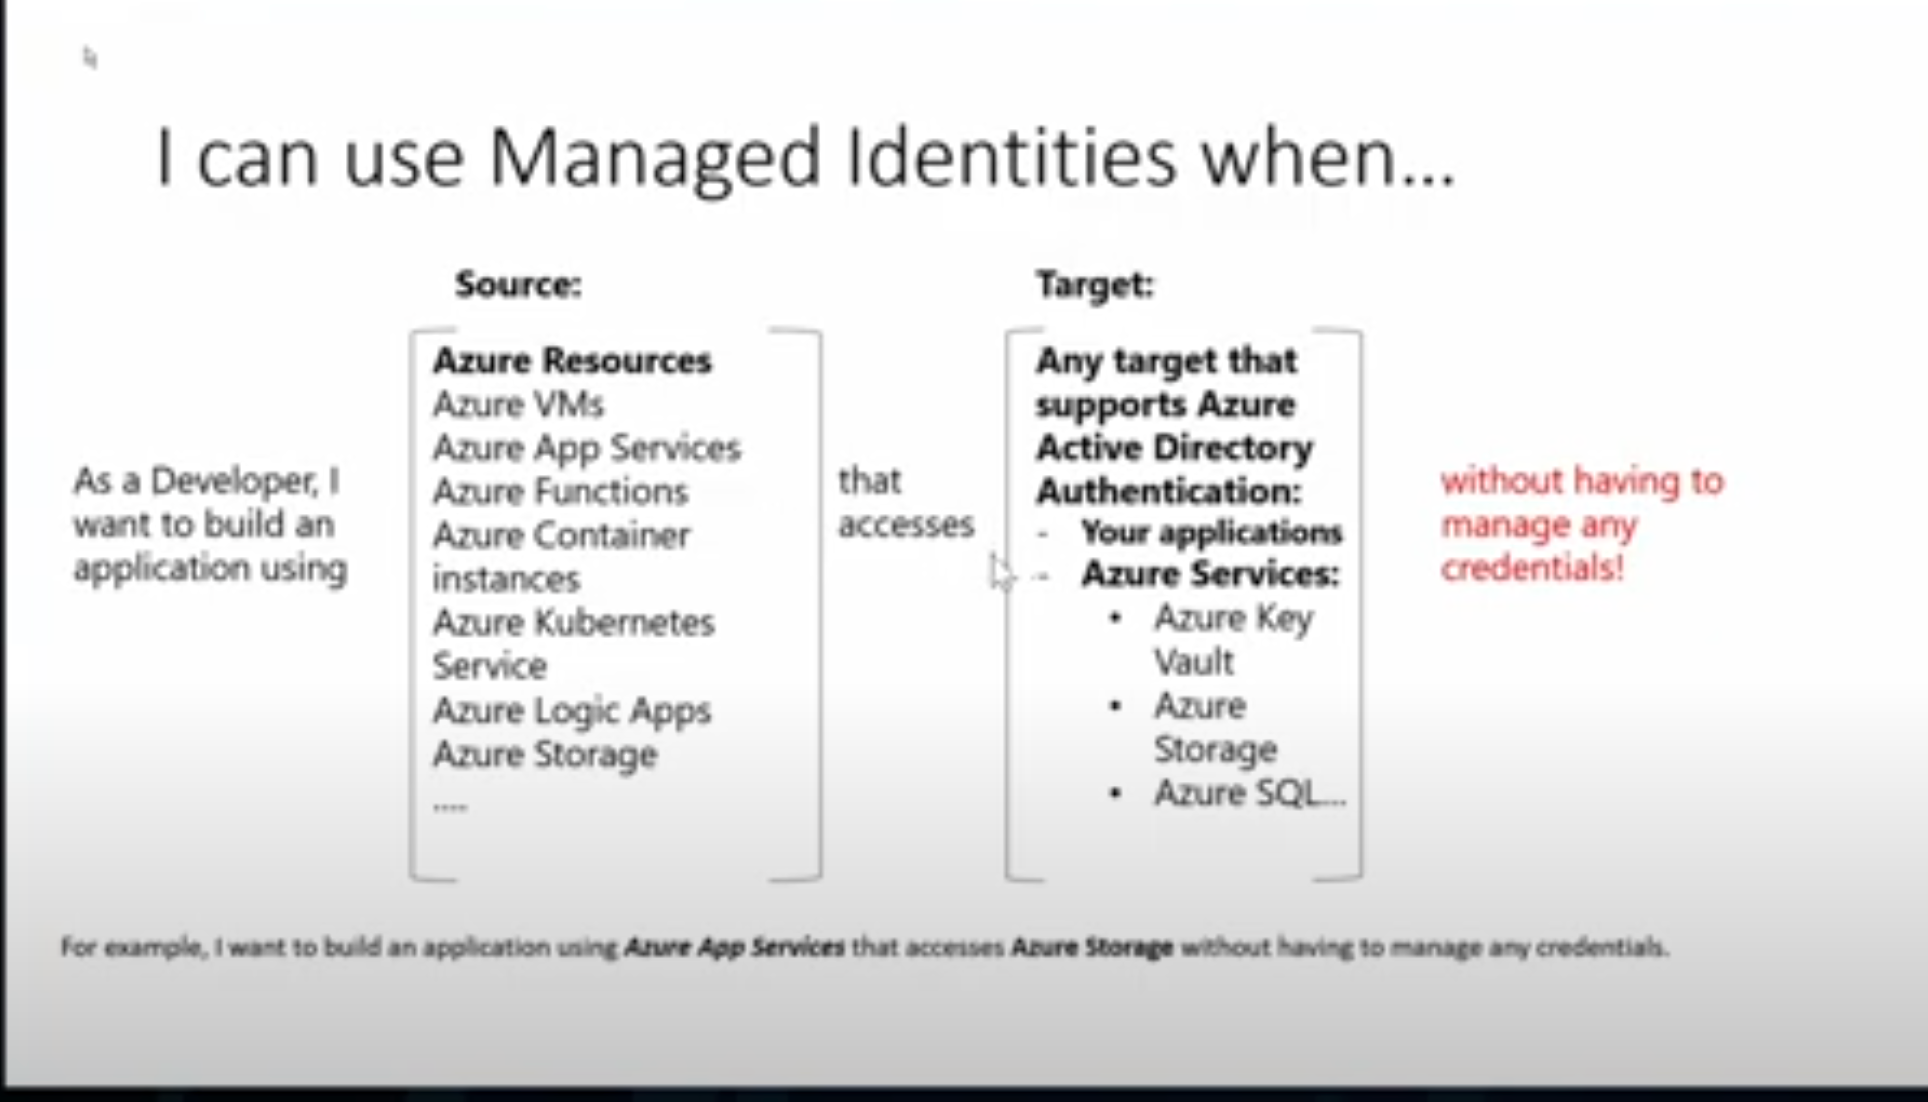 I can use Managed Identities when...
As a Developer, I
want to build an
application using
Source:
Azure Resources
Azure VMs
Azure App Services
Azure Functions
Azure Container
instances
Azure Kubernetes
Service
Azure Logic Apps
Azure Storage
....
that
accesses
Target:
Any target that
supports Azure
Active Directory
Authentication:
- Your applications
- Azure Services:
• Azure Key
Vault
• Azure
Storage
• Azure SQL...
without having to
manage any
credentials!
For example, I want to build an application using Azure App Services that accesses Azure Storage without having to manage any credentials.